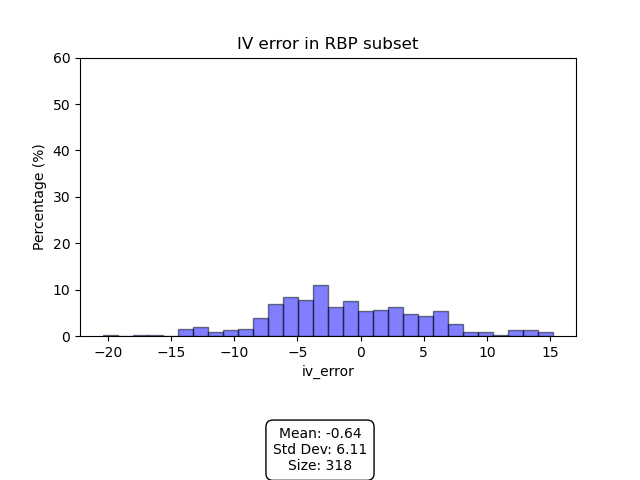 IV error in RBP subset
60
50
40
30
20
10
0
Percentage (%)
−20
−15
−10
−5
0
5
10
15
iv_error
Mean: -0.64
Std Dev: 6.11
Size: 318